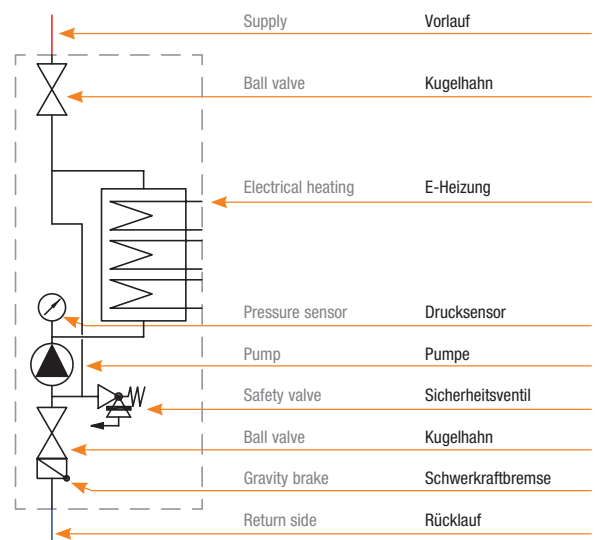 Supply Vorlauf
Ball valve Kugelhahn
Electrical heating E-Heizung
Pressure sensor Drucksensor
Pump Pumpe
Safety valve Sicherheitsventil
Ball valve Kugelhahn
Gravity brake Schwerkraftbremse
Return side Rücklauf